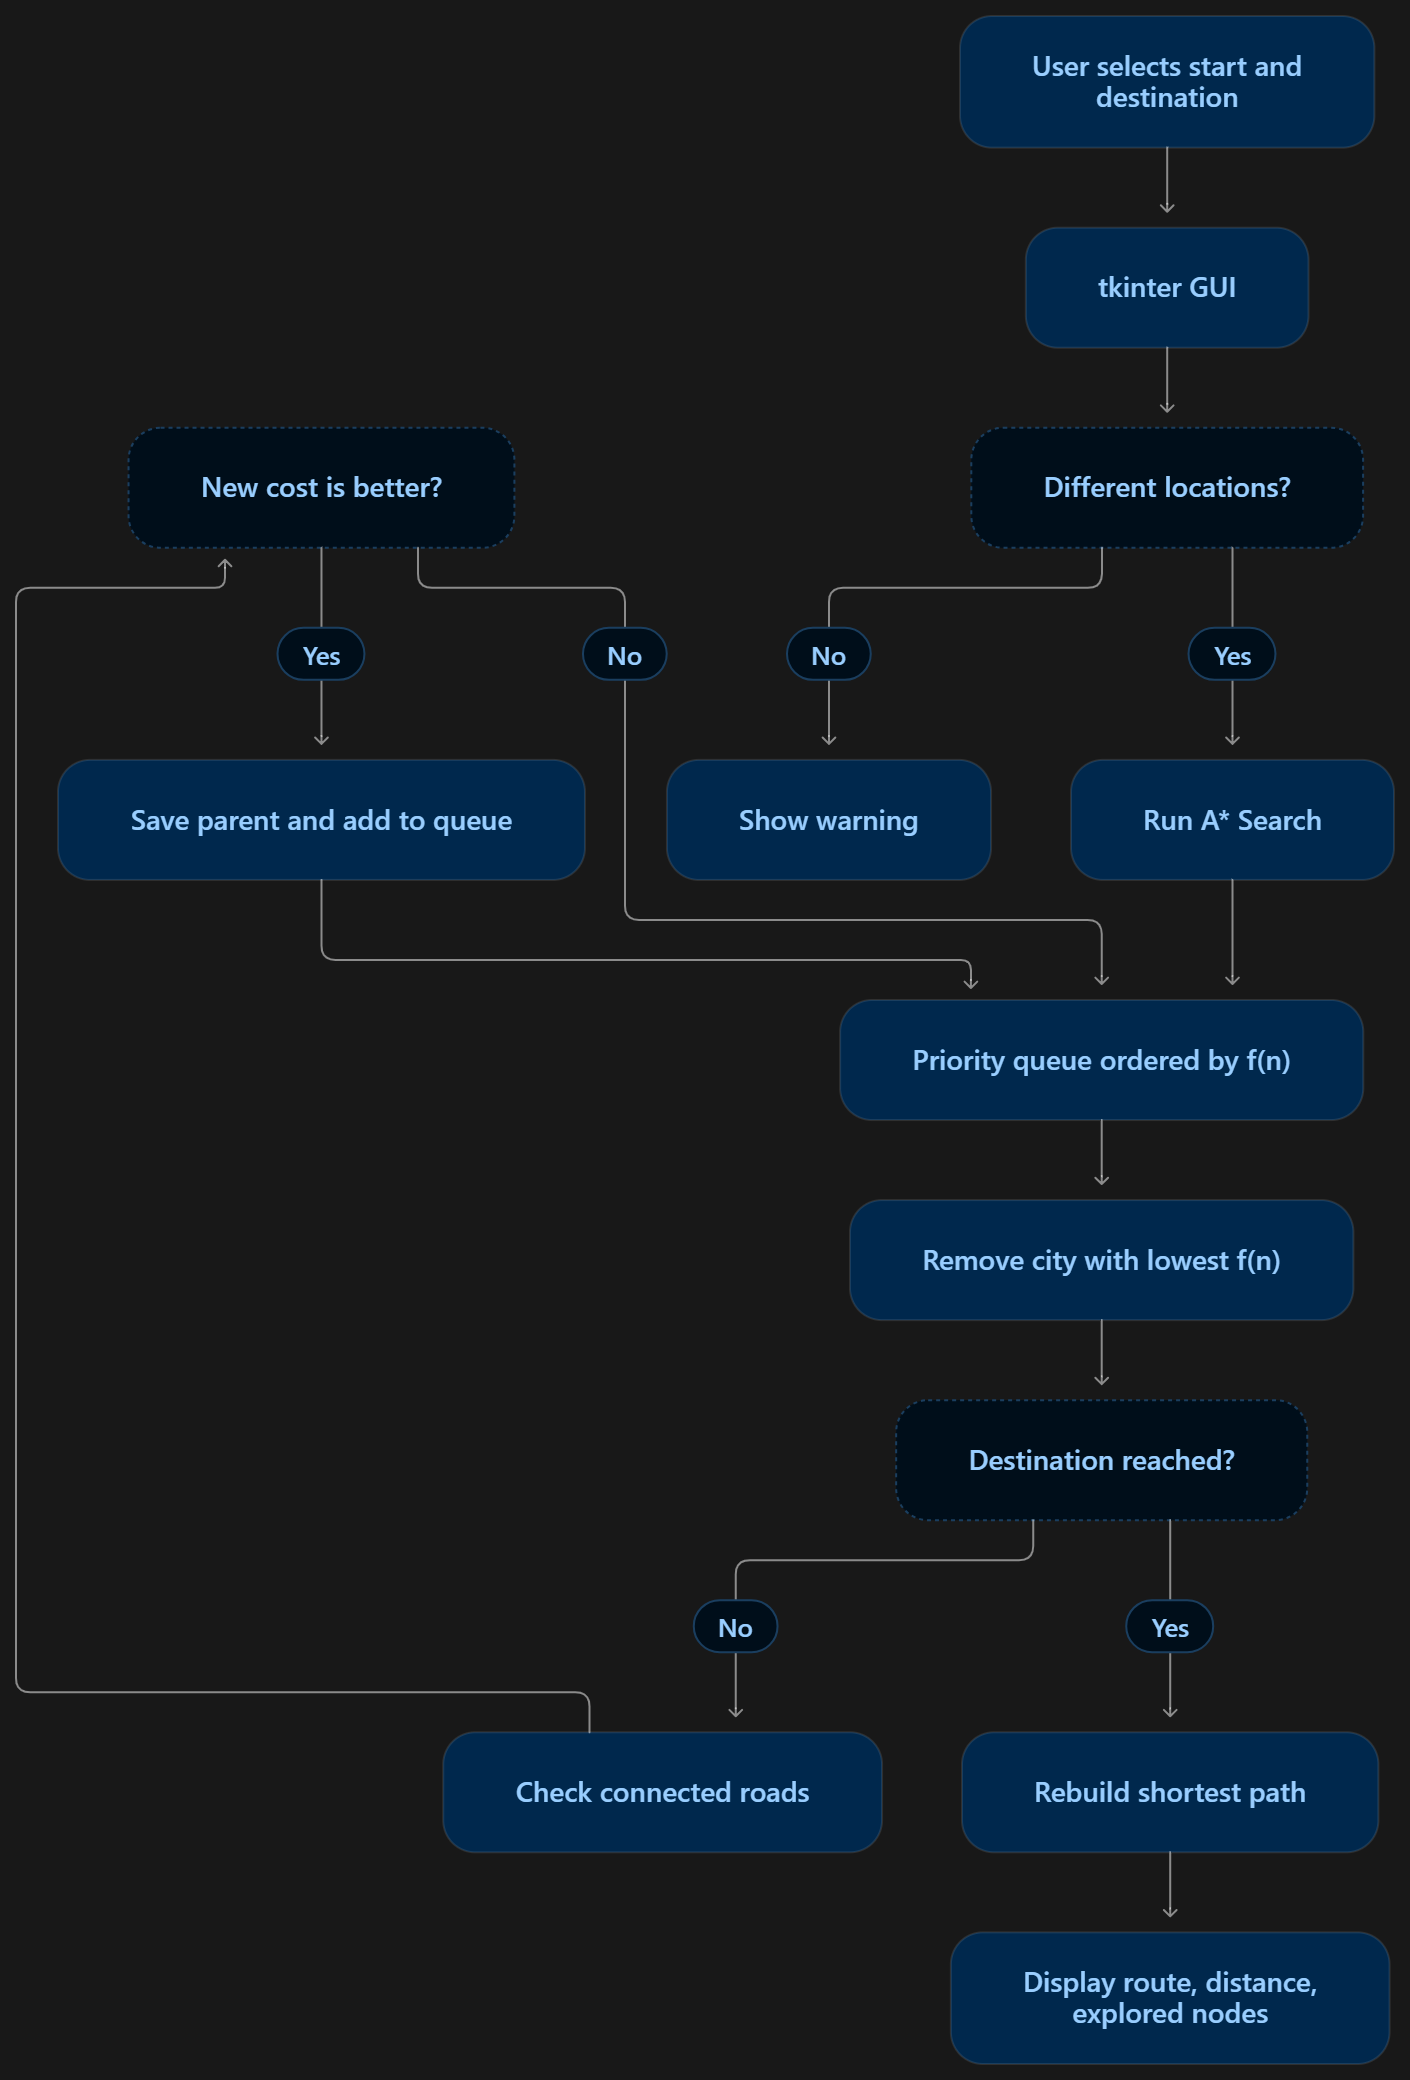 User selects start and
destination
tkinter GUI
New cost is better?
Different locations?
Yes
No
No
Yes
Save parent and add to queue
Show warning
Run A* Search
Priority queue ordered by f(n)
Remove city with lowest f(n)
Destination reached?
No
Yes
Check connected roads
Rebuild shortest path
Display route, distance,
explored nodes